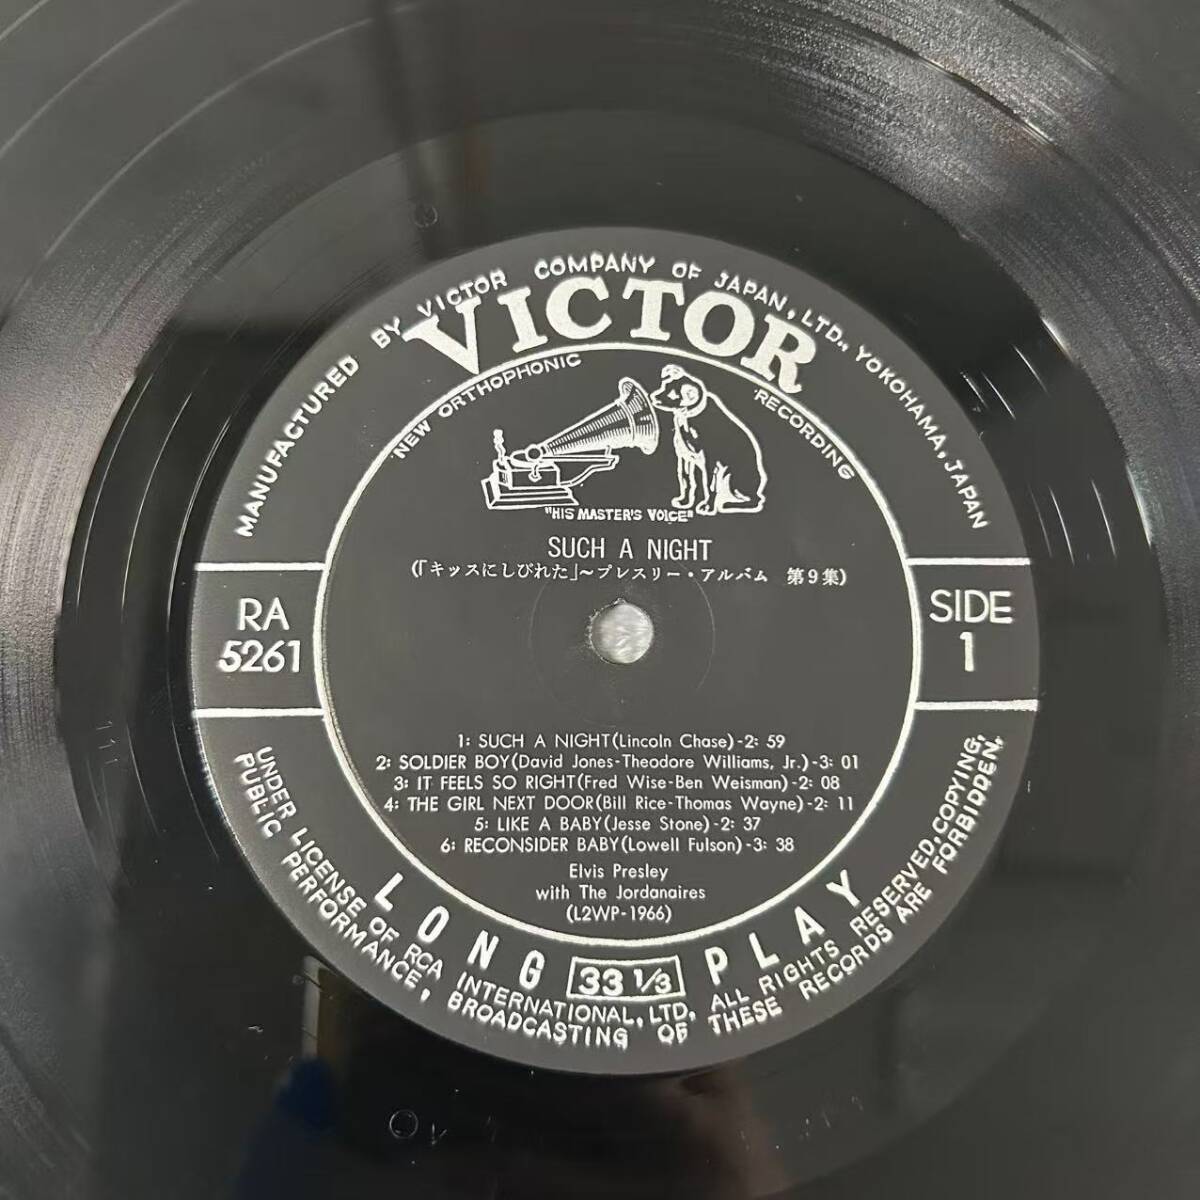 MANUFACTURED BY VICTOR COMPANY OF JAPAN, LTD., YOKOHAMA, JAPAN
VICTOR
NEW ORTHOPHONIC RECORDING
"HIS MASTER'S VOICE"
SUCH A NIGHT
(「キッスにしびれた」～プレスリー・アルバム 第9集)
RA
5261
SIDE
1
1: SUCH A NIGHT(Lincoln Chase)-2: 59
2: SOLDIER BOY(David Jones-Theodore Williams, Jr.)-3: 01
3: IT FEELS SO RIGHT(Fred Wise-Ben Weisman)-2: 08
4: THE GIRL NEXT DOOR(Bill Rice-Thomas Wayne)-2: 11
5: LIKE A BABY(Jesse Stone)-2: 37
6: RECONSIDER BABY(Lowell Fulson)-3: 38
Elvis Presley
with The Jordanaires
(L2WP-1966)
LONG 33 1/3 PLAY
UNDER LICENSE OF RCA INTERNATIONAL, LTD, ALL RIGHTS RESERVED, COPYING,
PUBLIC PERFORMANCE, BROADCASTING OF THESE RECORDS ARE FORBIDDEN.